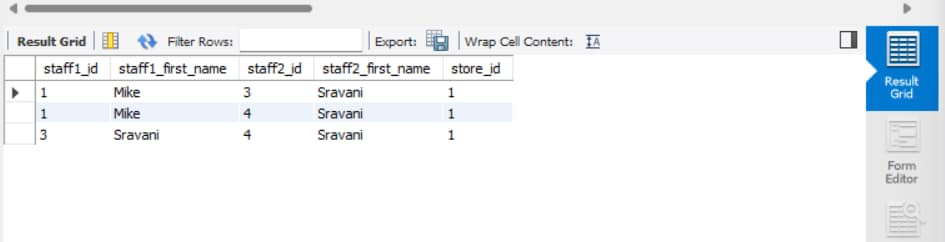 Result Grid Filter Rows: Export: Wrap Cell Content: IA
staff1_id staff1_first_name staff2_id staff2_first_name store_id
1 Mike 3 Sravani 1
1 Mike 4 Sravani 1
3 Sravani 4 Sravani 1
Result
Grid
Form
Editor